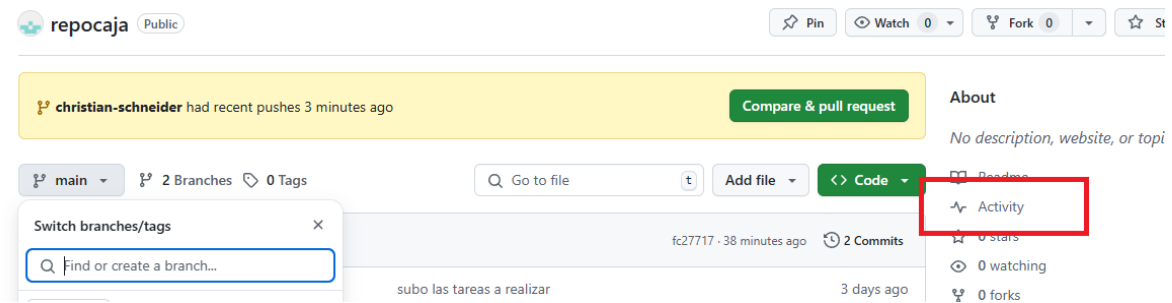 repocaja Public
Pin
Watch 0
Fork 0
St
christian-schneider had recent pushes 3 minutes ago
Compare & pull request
main
2 Branches
0 Tags
Go to file
t
Add file
<> Code
Switch branches/tags
Find or create a branch...
fc27717 · 38 minutes ago
2 Commits
subo las tareas a realizar
3 days ago
About
No description, website, or topi
Readme
Activity
0 stars
0 watching
0 forks